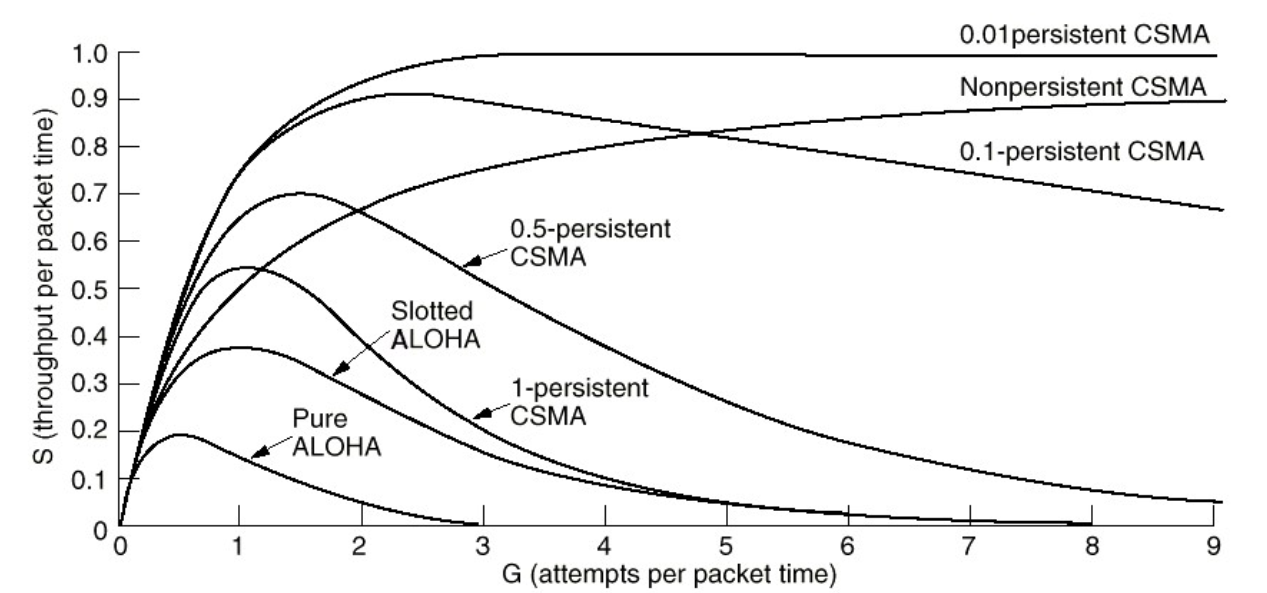 0.01persistent CSMA
Nonpersistent CSMA
0.1-persistent CSMA
0.5-persistent
CSMA
Slotted
ALOHA
1-persistent
CSMA
Pure
ALOHA
S (throughput per packet time)
1.0
0.9
0.8
0.7
0.6
0.5
0.4
0.3
0.2
0.1
0
0 1 2 3 4 5 6 7 8 9
G (attempts per packet time)